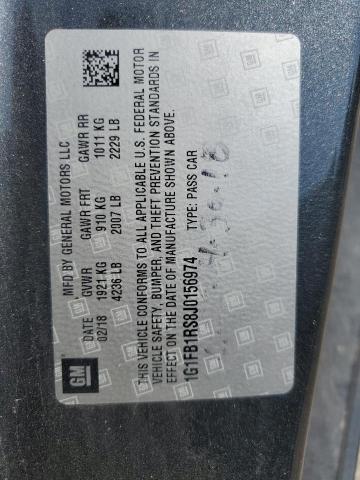 MFD BY GENERAL MOTORS LLC
DATE GVWR GAWR FRT GAWR RR
02/18 1921 KG 910 KG 1011 KG
4236 LB 2007 LB 2229 LB
THIS VEHICLE CONFORMS TO ALL APPLICABLE U.S. FEDERAL MOTOR
VEHICLE SAFETY, BUMPER, AND THEFT PREVENTION STANDARDS IN
EFFECT ON THE DATE OF MANUFACTURE SHOWN ABOVE.
1G1FB1RS8J0156974 TYPE: PASS CAR
GM